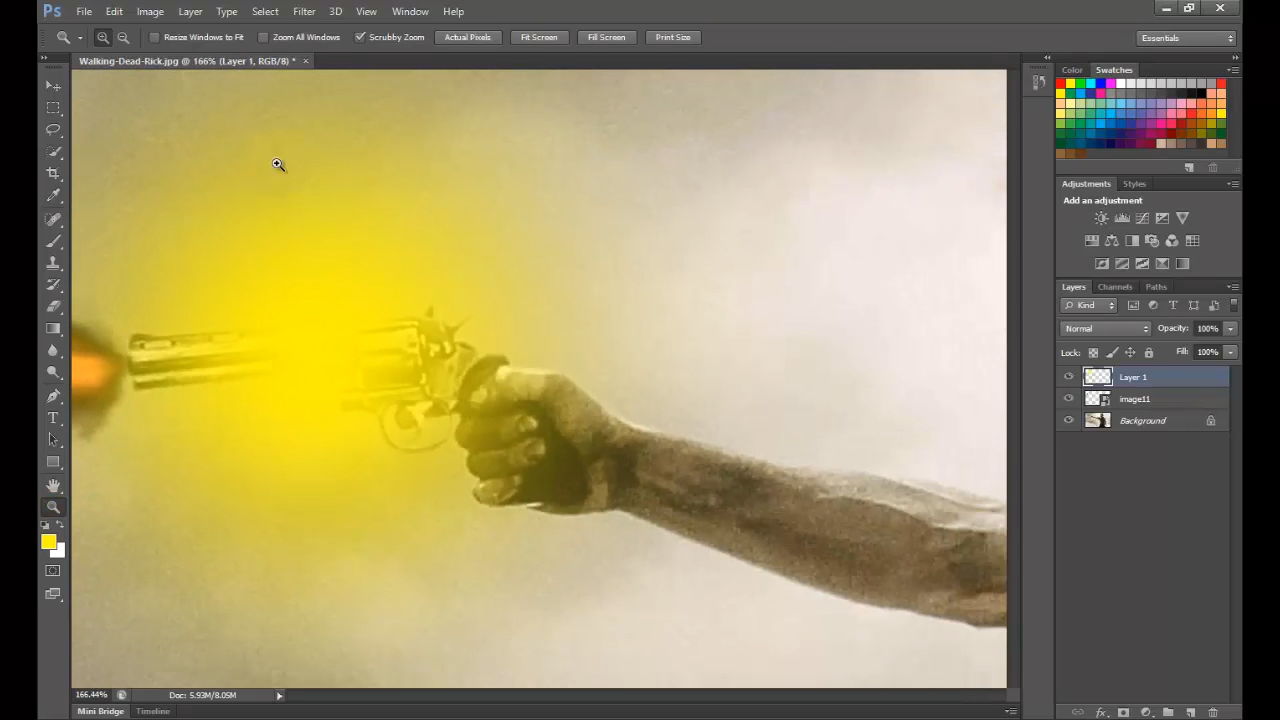 Ps File Edit Image Layer Type Select Filter 3D View Window Help
Resize Windows to Fit Zoom All Windows Scrubby Zoom Actual Pixels Fit Screen Fill Screen Print Size Essentials
Walking-Dead-Rick.jpg @ 166% (Layer 1, RGB/8) * ×
Color Swatches
Adjustments Styles
Add an adjustment
Layers Channels Paths
Kind T
Normal Opacity: 100%
Lock: Fill: 100%
Layer 1
image11
Background
T
fx
166.44% Doc: 5.93M/8.05M
Mini Bridge Timeline